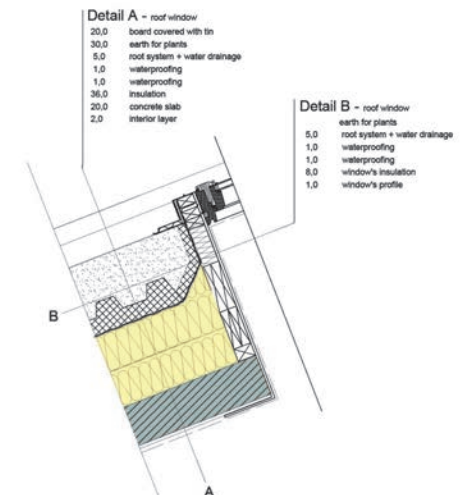 Detail A - roof window
20,0 board covered with tin
30,0 earth for plants
5,0 root system + water drainage
1,0 waterproofing
1,0 waterproofing
36,0 insulation
20,0 concrete slab
2,0 interior layer
Detail B - roof window
earth for plants
5,0 root system + water drainage
1,0 waterproofing
1,0 waterproofing
8,0 window's insulation
1,0 window's profile
B
A